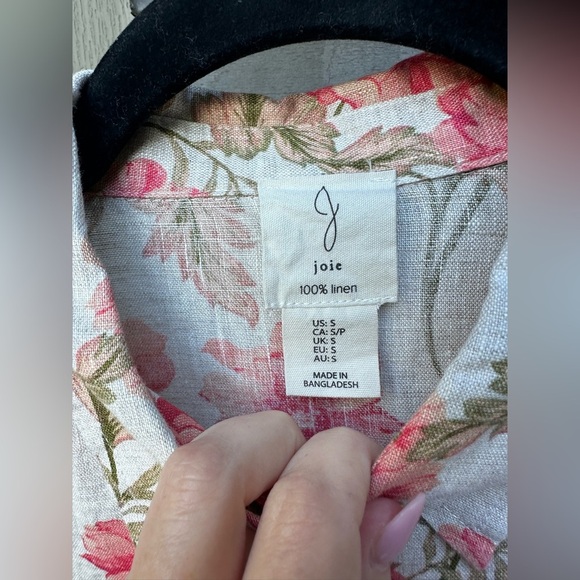 J
joie
100% linen
US: S
CA: S/P
UK: S
EU: S
AU: S
MADE IN
BANGLADESH